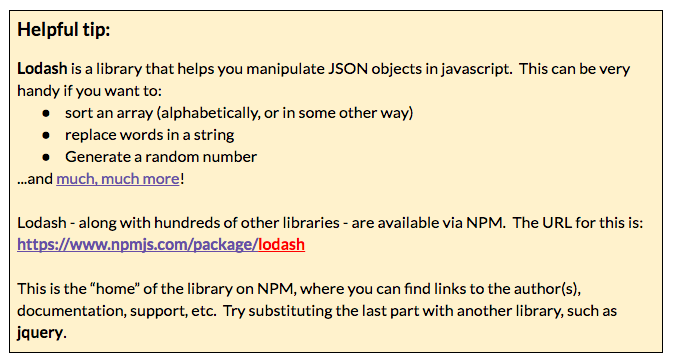 Helpful tip:
Lodash is a library that helps you manipulate JSON objects in javascript.  This can be very
handy if you want to:
● sort an array (alphabetically, or in some other way)
● replace words in a string
● Generate a random number
...and much, much more!
Lodash - along with hundreds of other libraries - are available via NPM.  The URL for this is:
https://www.npmjs.com/package/lodash
This is the “home” of the library on NPM, where you can find links to the author(s),
documentation, support, etc.  Try substituting the last part with another library, such as
jquery.